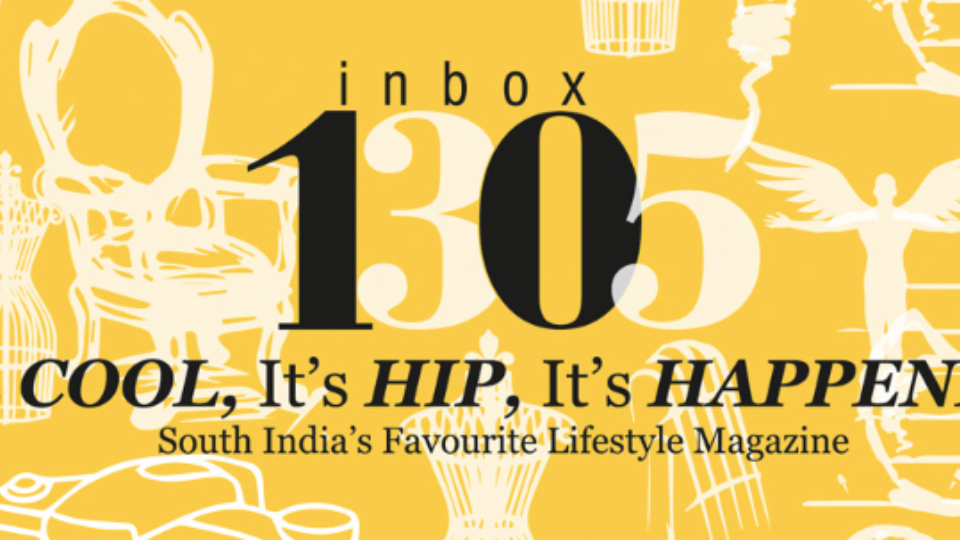 inbox
1305
COOL, It's HIP, It's HAPPEN
South India's Favourite Lifestyle Magazine